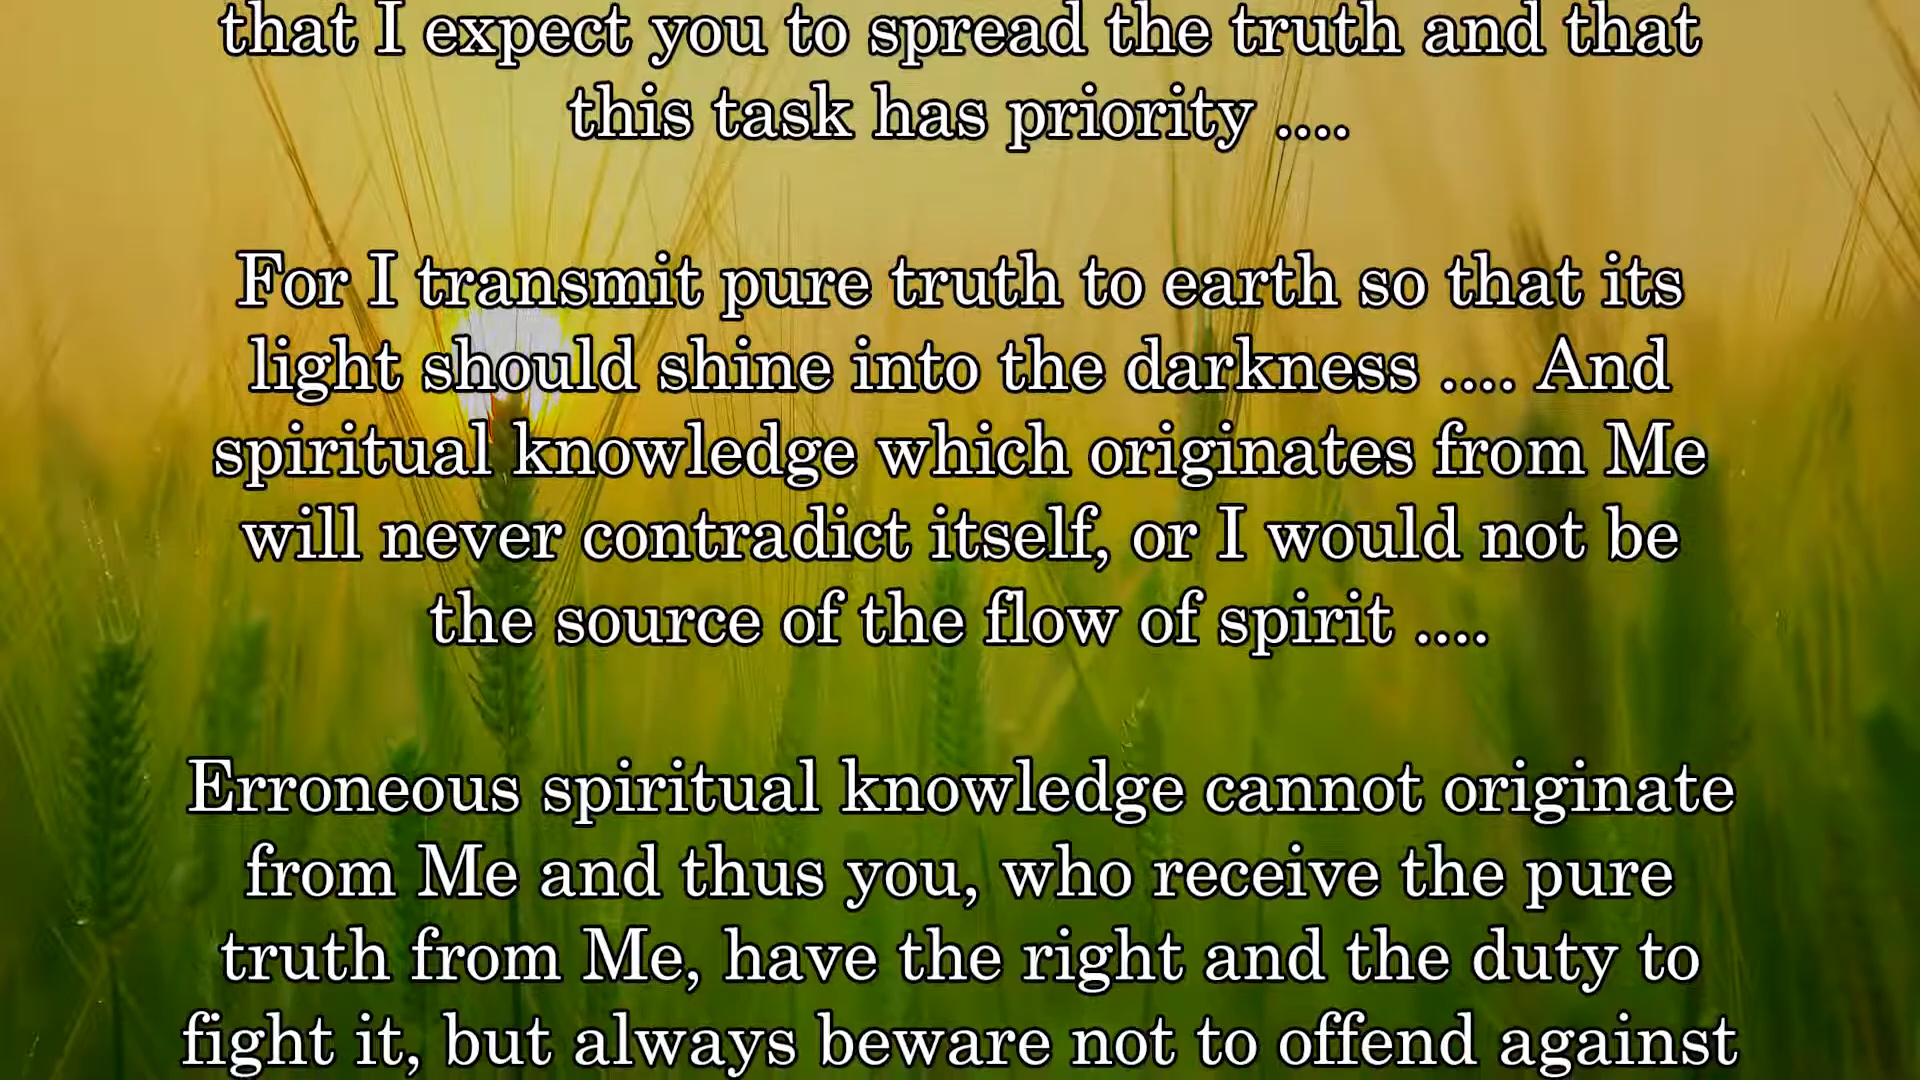 that I expect you to spread the truth and that
this task has priority ....
For I transmit pure truth to earth so that its
light should shine into the darkness .... And
spiritual knowledge which originates from Me
will never contradict itself, or I would not be
the source of the flow of spirit ....
Erroneous spiritual knowledge cannot originate
from Me and thus you, who receive the pure
truth from Me, have the right and the duty to
fight it, but always beware not to offend against